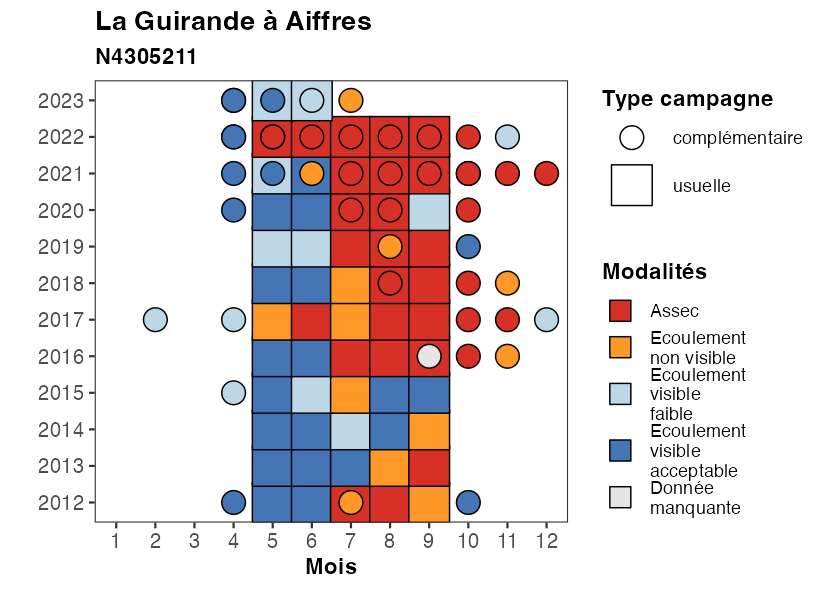 La Guirande à Aiffres
N4305211
2023
2022
2021
2020
2019
2018
2017
2016
2015
2014
2013
2012
1 2 3 4 5 6 7 8 9 10 11 12
Mois
Type campagne
complémentaire
usuelle
Modalités
Assec
Ecoulement
non visible
Ecoulement
visible
faible
Ecoulement
visible
acceptable
Donnée
manquante